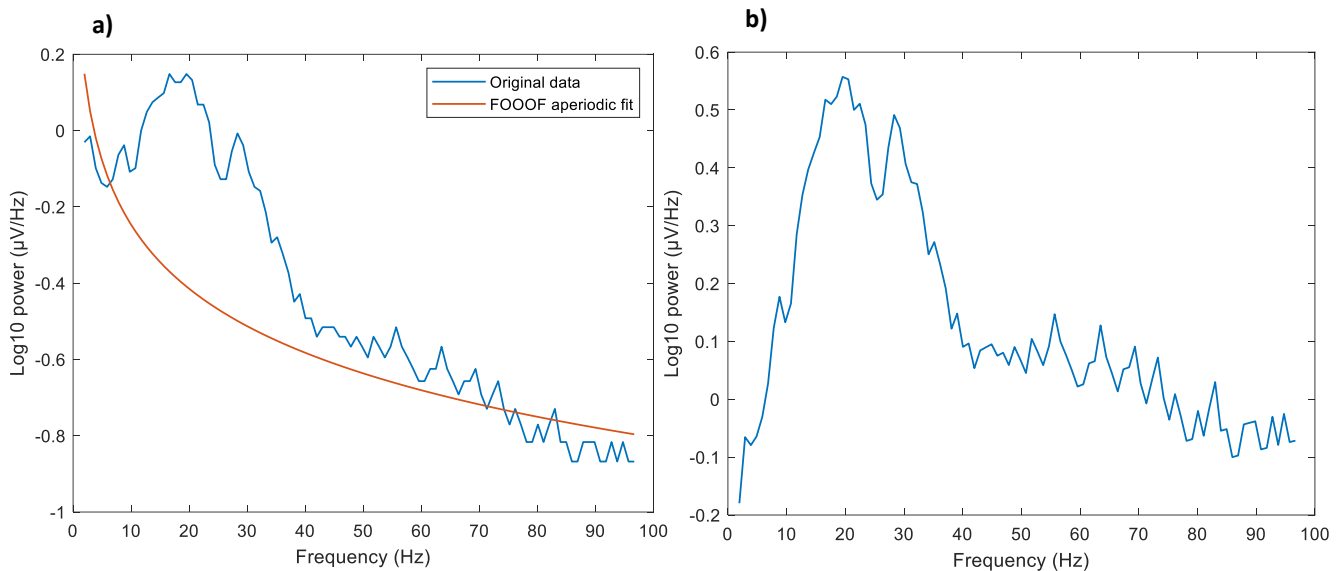 a)
0.2
0
-0.2
-0.4
-0.6
-0.8
-1
Log10 power (µV/Hz)
0 10 20 30 40 50 60 70 80 90 100
Frequency (Hz)
Original data
FOOOF aperiodic fit
b)
0.6
0.5
0.4
0.3
0.2
0.1
0
-0.1
-0.2
Log10 power (µV/Hz)
0 10 20 30 40 50 60 70 80 90 100
Frequency (Hz)